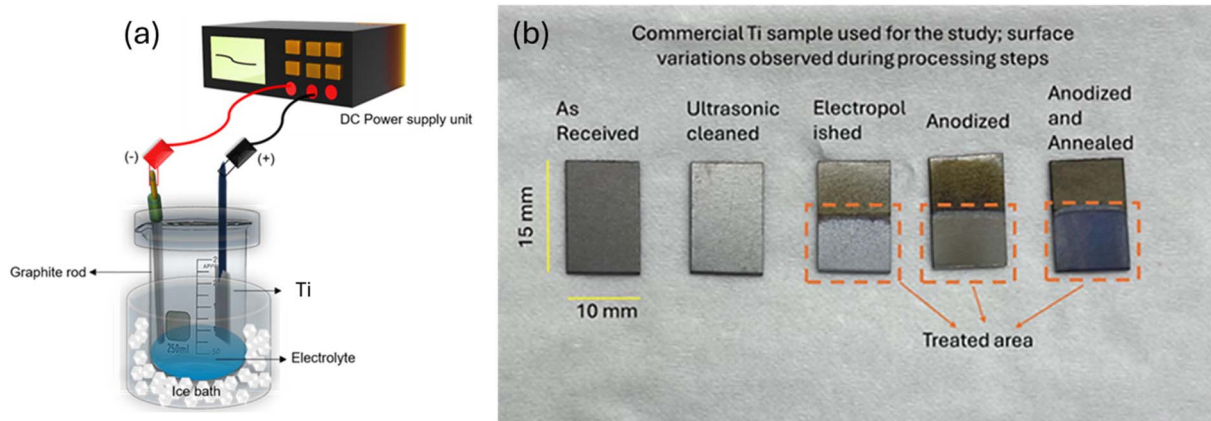 (a)
DC Power supply unit
(-)
(+)
Graphite rod
Ti
250ml
50
Electrolyte
Ice bath
(b)
Commercial Ti sample used for the study; surface
variations observed during processing steps
As
Received
Ultrasonic
cleaned
Electropol
ished
Anodized
Anodized
and
Annealed
15 mm
10 mm
Treated area